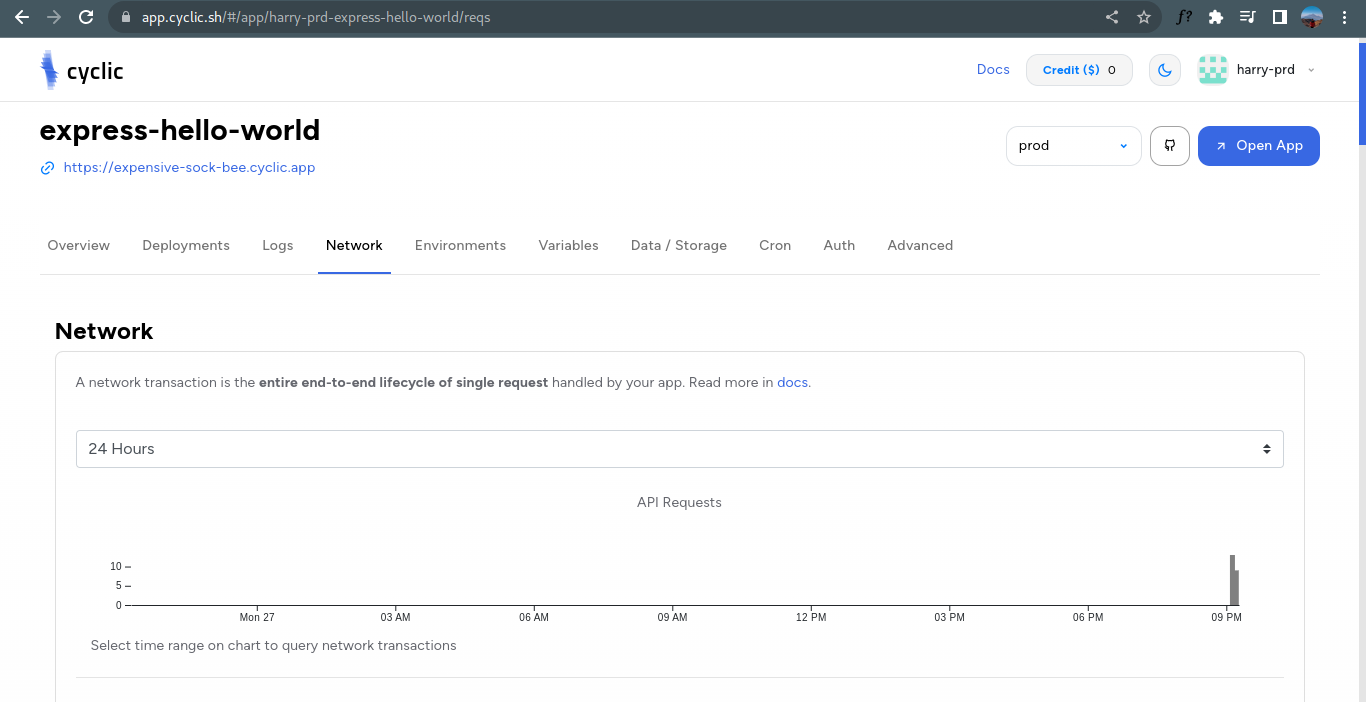 app.cyclic.sh/#/app/harry-prd-express-hello-world/reqs
f?
cyclic
Docs
Credit ($) 0
harry-prd
express-hello-world
https://expensive-sock-bee.cyclic.app
prod
Open App
Overview Deployments Logs Network Environments Variables Data / Storage Cron Auth Advanced
Network
A network transaction is the entire end-to-end lifecycle of single request handled by your app. Read more in docs.
24 Hours
API Requests
10
5
0
Mon 27 03 AM 06 AM 09 AM 12 PM 03 PM 06 PM 09 PM
Select time range on chart to query network transactions